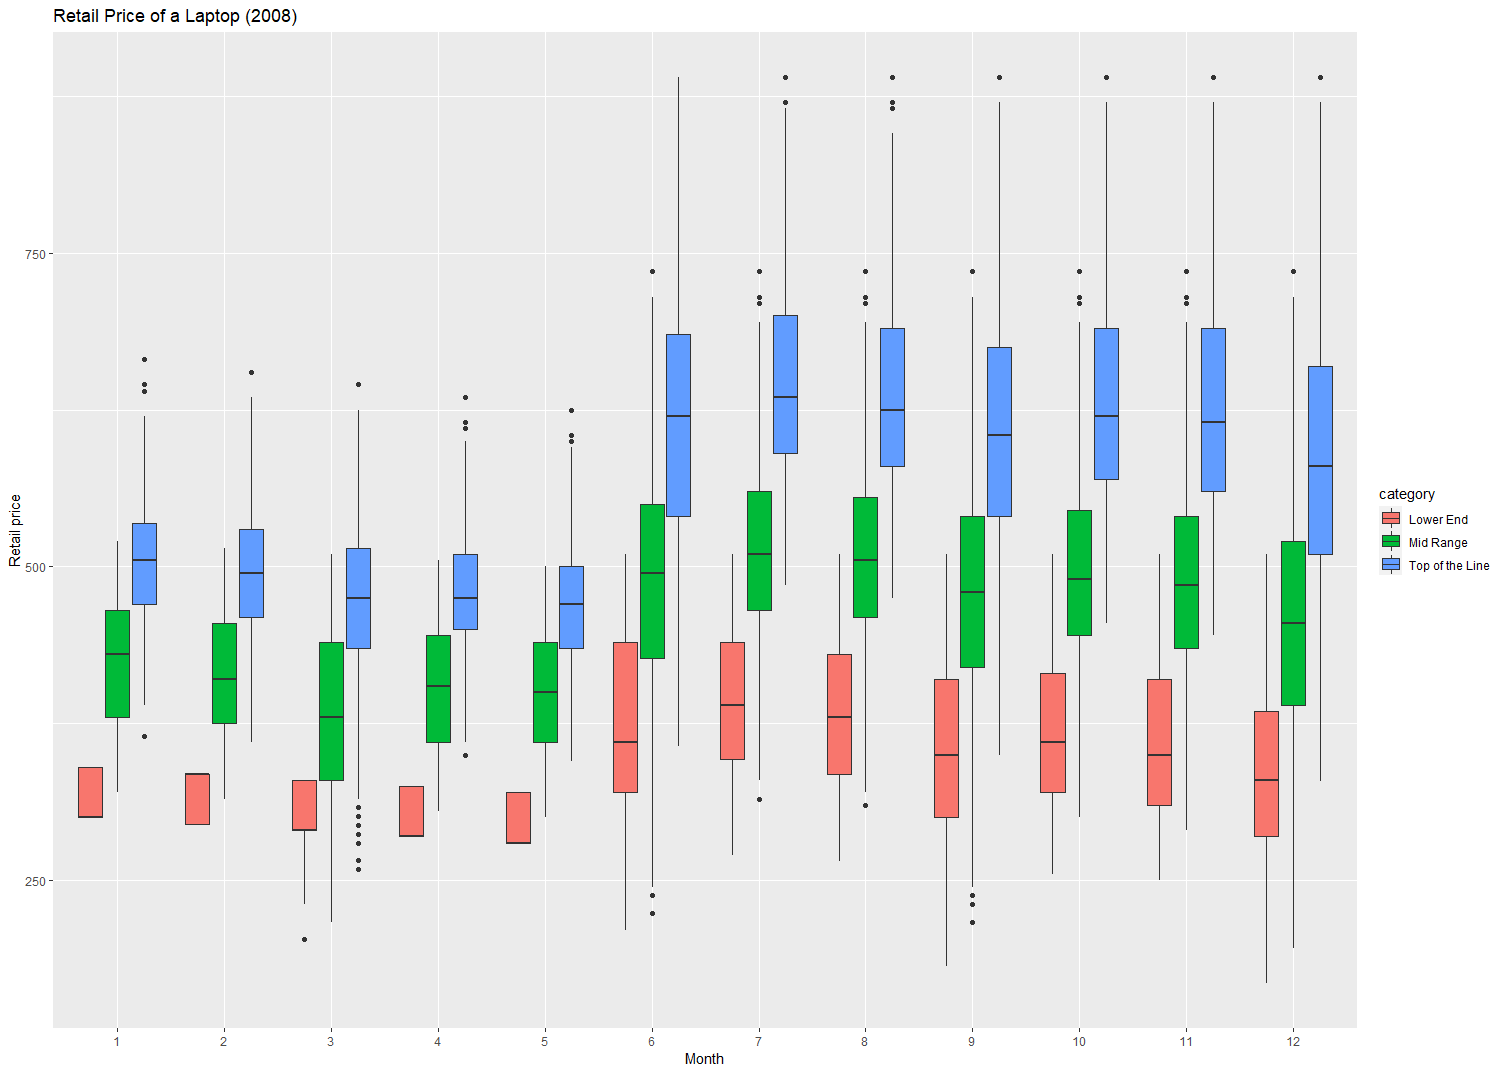 Retail Price of a Laptop (2008)
Retail price
750
500
250
1 2 3 4 5 6 7 8 9 10 11 12
Month
category
Lower End
Mid Range
Top of the Line